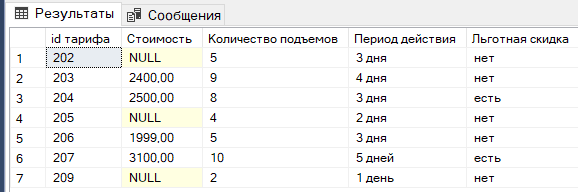 Результаты Сообщения
id тарифа Стоимость Количество подъемов Период действия Льготная скидка
1 202 NULL 5 3 дня нет
2 203 2400,00 9 4 дня нет
3 204 2500,00 8 3 дня есть
4 205 NULL 4 2 дня нет
5 206 1999,00 5 3 дня нет
6 207 3100,00 10 5 дней есть
7 209 NULL 2 1 день нет